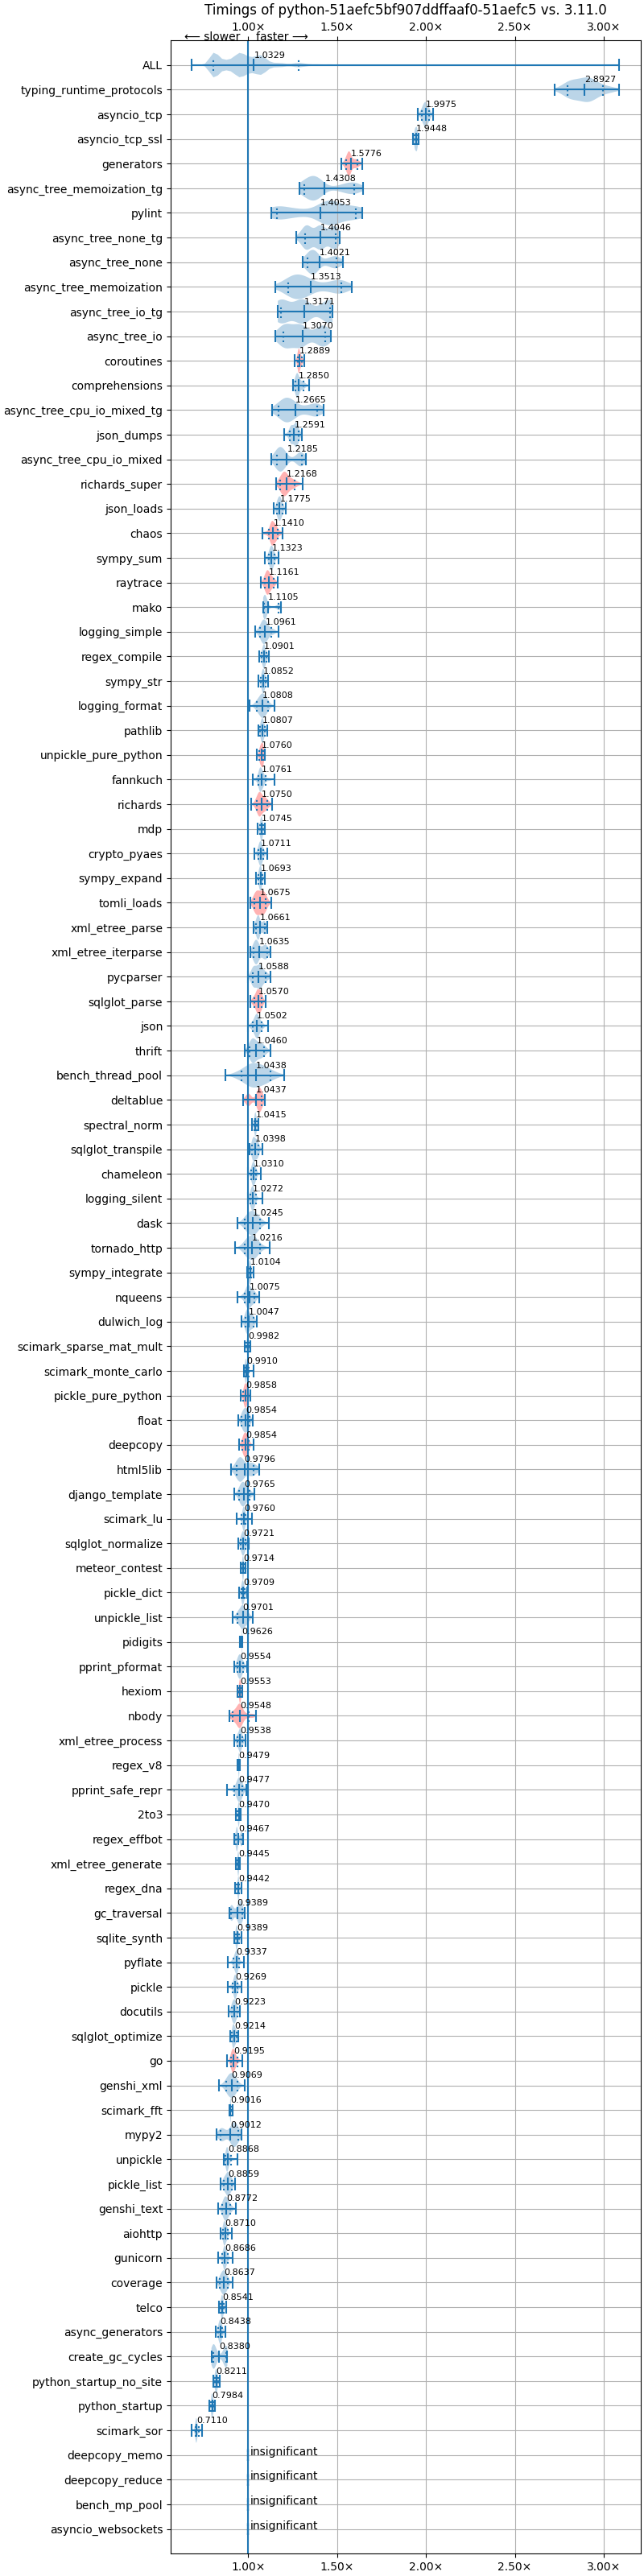 Timings of python-51aefc5bf907ddffaaf0-51aefc5 vs. 3.11.0
1.00× 1.50× 2.00× 2.50× 3.00×
⟵ slower faster ⟶
ALL 1.0329
typing_runtime_protocols 2.8927
asyncio_tcp 1.9975
asyncio_tcp_ssl 1.9448
generators 1.5776
async_tree_memoization_tg 1.4308
pylint 1.4053
async_tree_none_tg 1.4046
async_tree_none 1.4021
async_tree_memoization 1.3513
async_tree_io_tg 1.3171
async_tree_io 1.3070
coroutines 1.2889
comprehensions 1.2850
async_tree_cpu_io_mixed_tg 1.2665
json_dumps 1.2591
async_tree_cpu_io_mixed 1.2185
richards_super 1.2168
json_loads 1.1775
chaos 1.1410
sympy_sum 1.1323
raytrace 1.1161
mako 1.1105
logging_simple 1.0961
regex_compile 1.0901
sympy_str 1.0852
logging_format 1.0808
pathlib 1.0807
unpickle_pure_python 1.0760
fannkuch 1.0761
richards 1.0750
mdp 1.0745
crypto_pyaes 1.0711
sympy_expand 1.0693
tomli_loads 1.0675
xml_etree_parse 1.0661
xml_etree_iterparse 1.0635
pycparser 1.0588
sqlglot_parse 1.0570
json 1.0502
thrift 1.0460
bench_thread_pool 1.0438
deltablue 1.0437
spectral_norm 1.0415
sqlglot_transpile 1.0398
chameleon 1.0310
logging_silent 1.0272
dask 1.0245
tornado_http 1.0216
sympy_integrate 1.0104
nqueens 1.0075
dulwich_log 1.0047
scimark_sparse_mat_mult 0.9982
scimark_monte_carlo 0.9910
pickle_pure_python 0.9858
float 0.9854
deepcopy 0.9854
html5lib 0.9796
django_template 0.9765
scimark_lu 0.9760
sqlglot_normalize 0.9721
meteor_contest 0.9714
pickle_dict 0.9709
unpickle_list 0.9701
pidigits 0.9626
pprint_pformat 0.9554
hexiom 0.9553
nbody 0.9548
xml_etree_process 0.9538
regex_v8 0.9479
pprint_safe_repr 0.9477
2to3 0.9470
regex_effbot 0.9467
xml_etree_generate 0.9445
regex_dna 0.9442
gc_traversal 0.9389
sqlite_synth 0.9389
pyflate 0.9337
pickle 0.9269
docutils 0.9223
sqlglot_optimize 0.9214
go 0.9195
genshi_xml 0.9069
scimark_fft 0.9016
mypy2 0.9012
unpickle 0.8868
pickle_list 0.8859
genshi_text 0.8772
aiohttp 0.8710
gunicorn 0.8686
coverage 0.8637
telco 0.8541
async_generators 0.8438
create_gc_cycles 0.8380
python_startup_no_site 0.8211
python_startup 0.7984
scimark_sor 0.7110
deepcopy_memo insignificant
deepcopy_reduce insignificant
bench_mp_pool insignificant
asyncio_websockets insignificant
1.00× 1.50× 2.00× 2.50× 3.00×